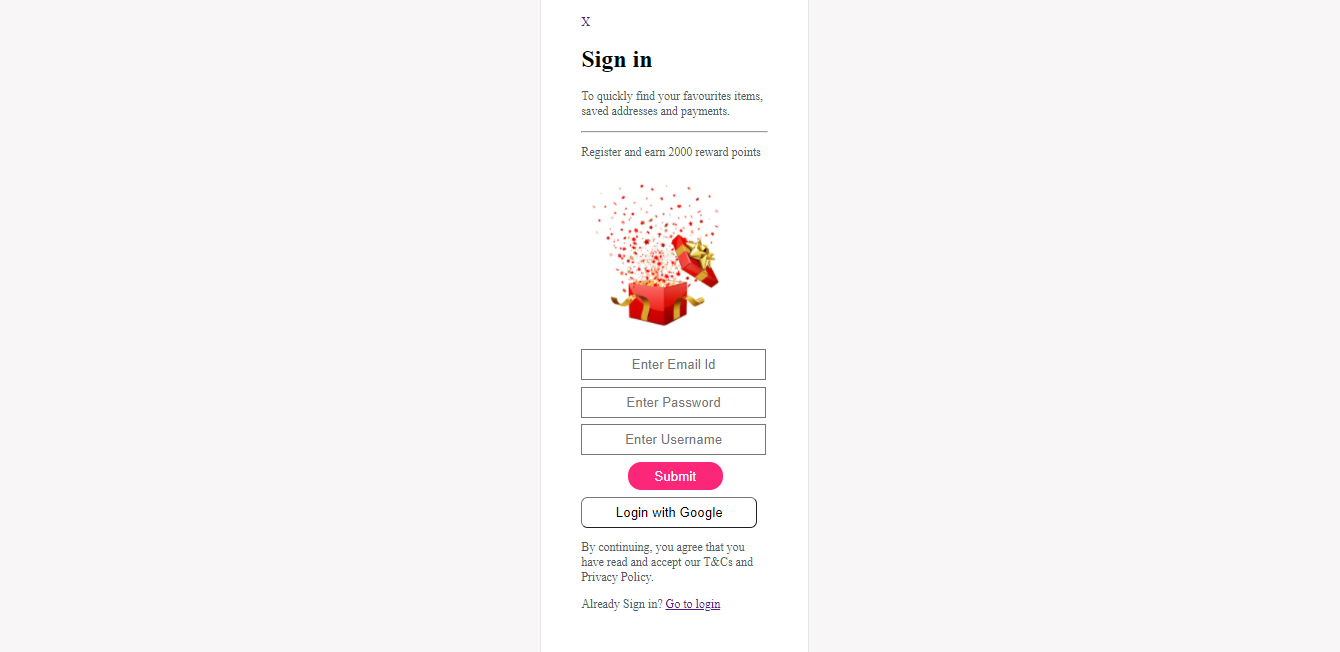 X
Sign in
To quickly find your favourites items,
saved addresses and payments.
Register and earn 2000 reward points
Enter Email Id
Enter Password
Enter Username
Submit
Login with Google
By continuing, you agree that you
have read and accept our T&Cs and
Privacy Policy.
Already Sign in? Go to login